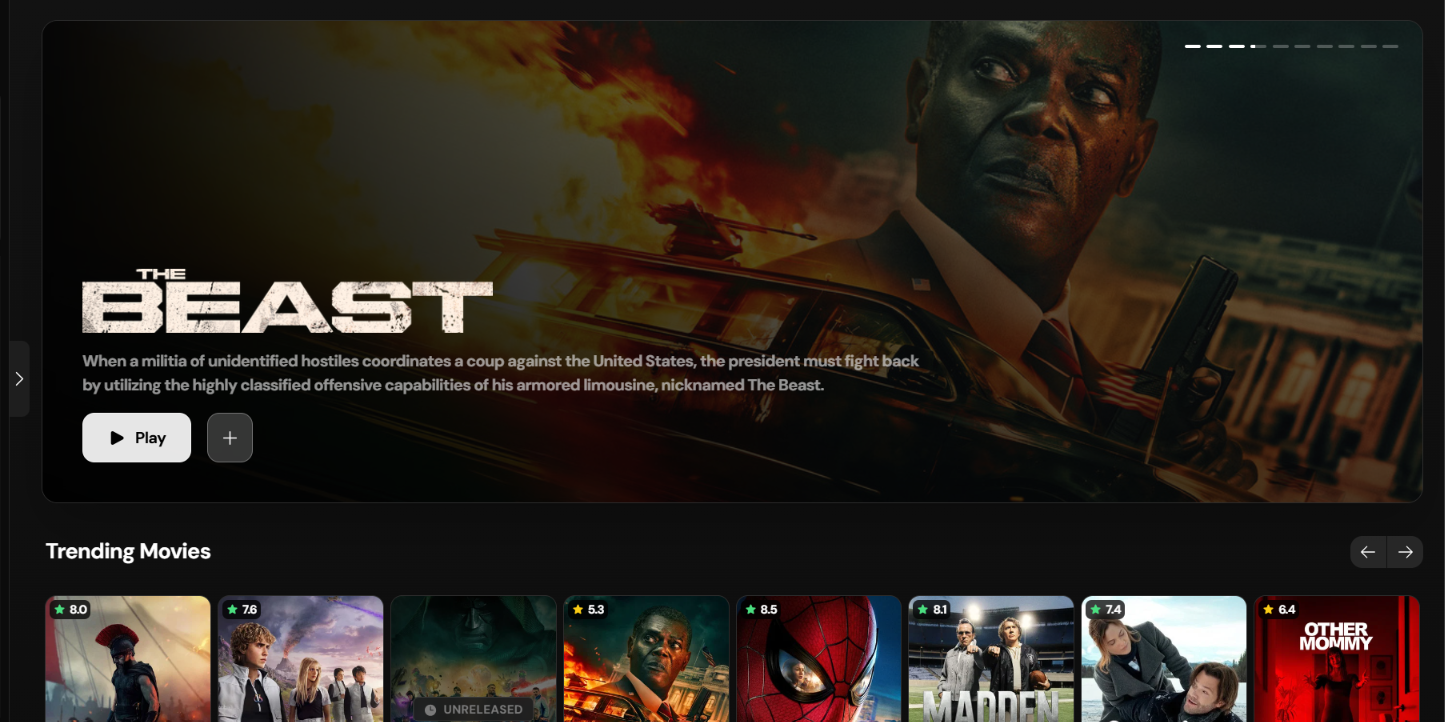 THE
BEAST
When a militia of unidentified hostiles coordinates a coup against the United States, the president must fight back
by utilizing the highly classified offensive capabilities of his armored limousine, nicknamed The Beast.
Play
Trending Movies
8.0
7.6
5.3
8.5
8.1
7.4
6.4
OTHER
MOMMY
UNRELEASED
MADDEN